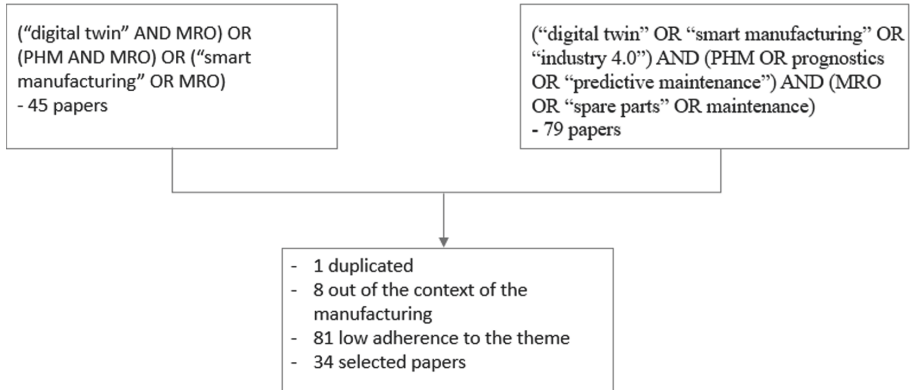 (“digital twin” AND MRO) OR
(PHM AND MRO) OR (“smart
manufacturing” OR MRO)
- 45 papers
(“digital twin” OR “smart manufacturing” OR
“industry 4.0”) AND (PHM OR prognostics
OR “predictive maintenance”) AND (MRO
OR “spare parts” OR maintenance)
- 79 papers
- 1 duplicated
- 8 out of the context of the
manufacturing
- 81 low adherence to the theme
- 34 selected papers